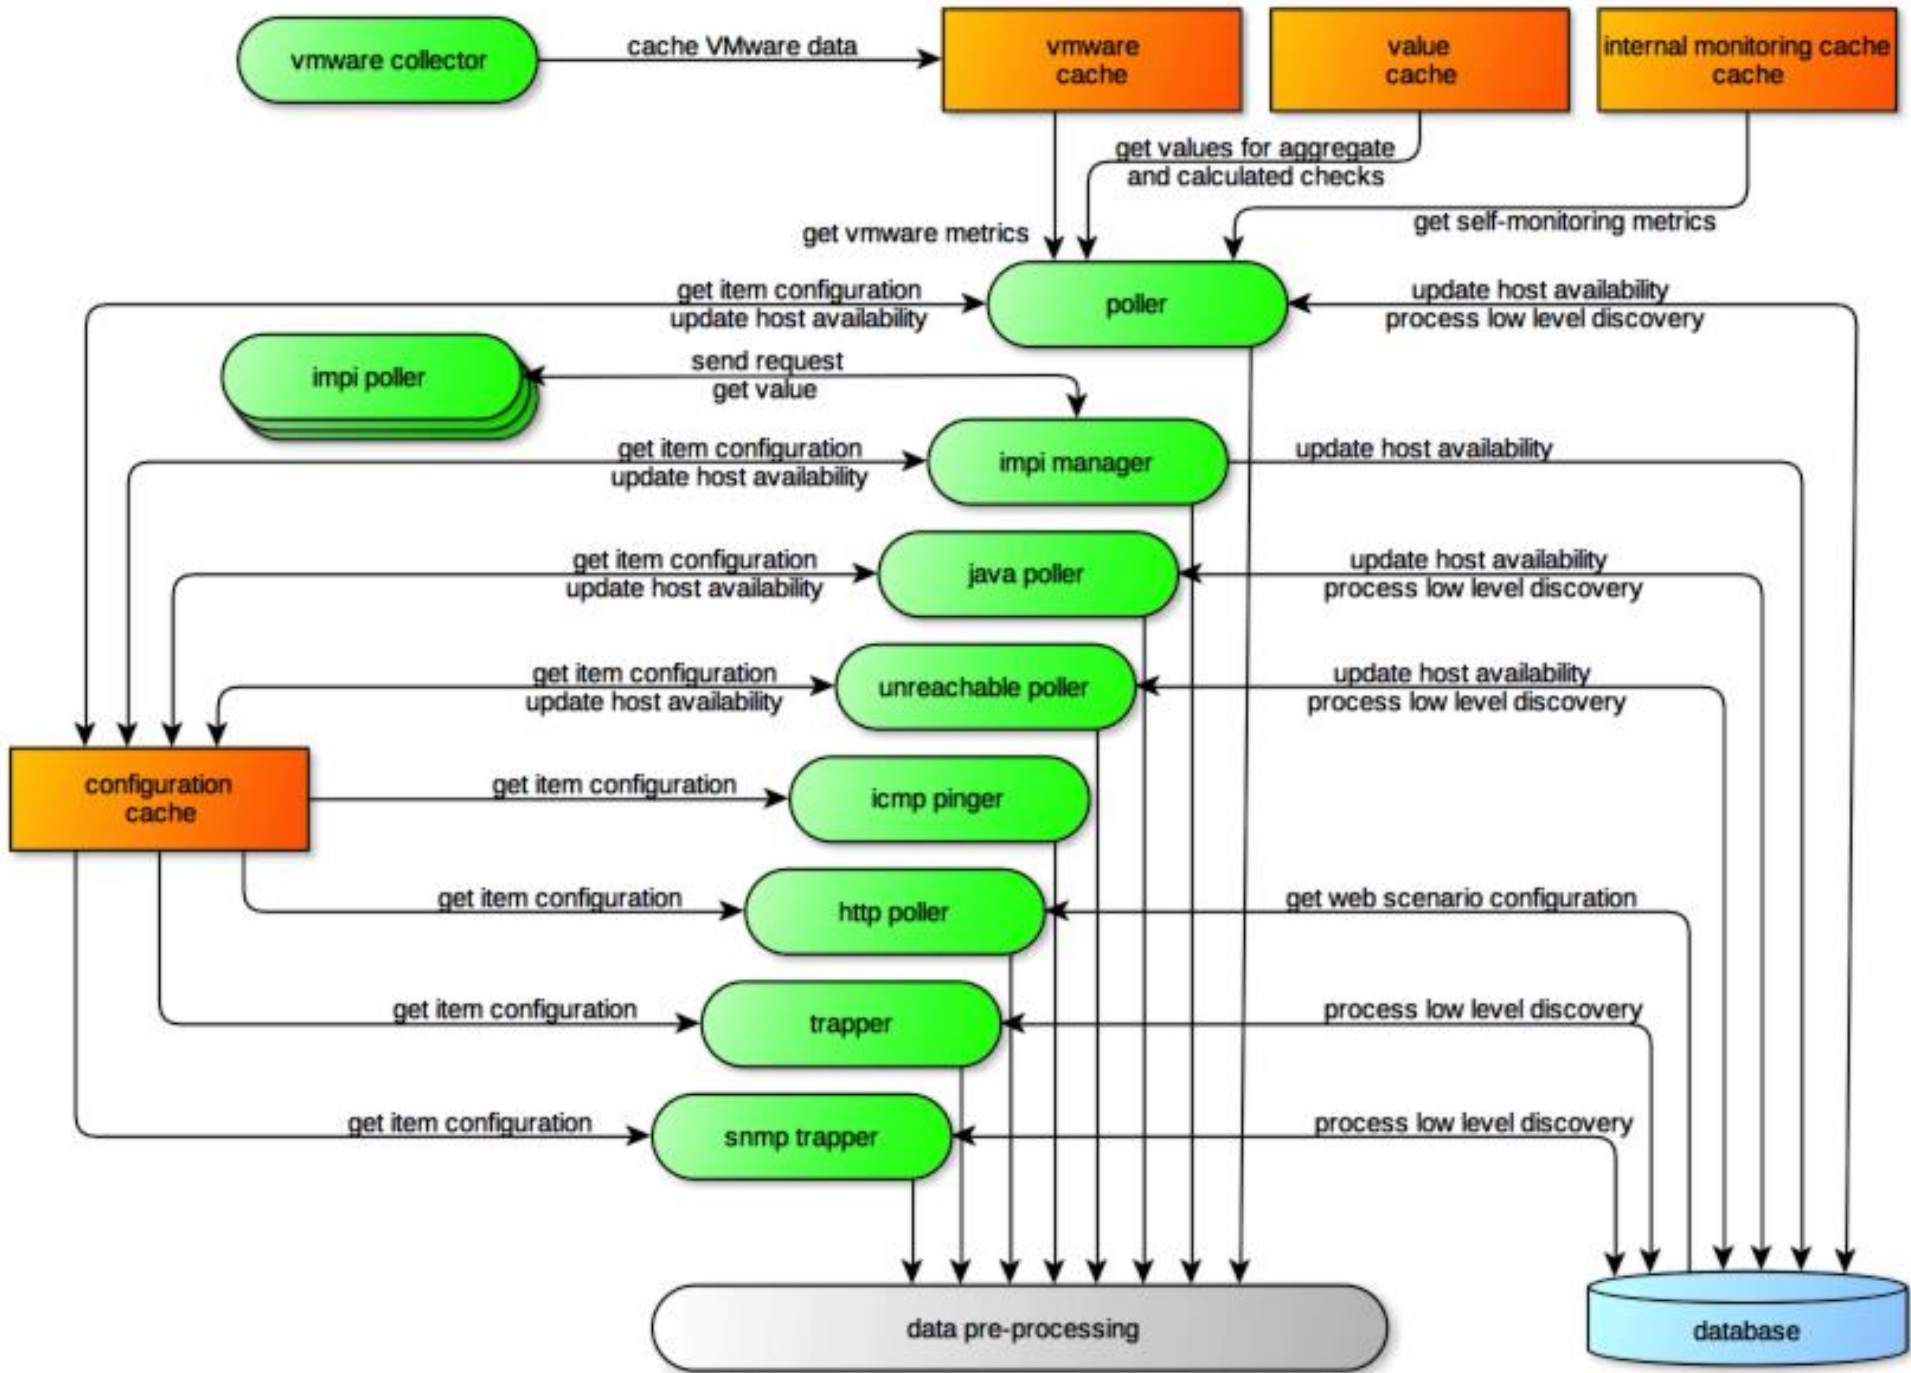 vmware collector
cache VMware data
vmware
cache
value
cache
internal monitoring cache
cache
get values for aggregate
and calculated checks
get self-monitoring metrics
get vmware metrics
get item configuration
update host availability
poller
update host availability
process low level discovery
impi poller
send request
get value
get item configuration
update host availability
impi manager
update host availability
get item configuration
update host availability
java poller
update host availability
process low level discovery
get item configuration
update host availability
unreachable poller
update host availability
process low level discovery
configuration
cache
get item configuration
icmp pinger
get item configuration
http poller
get web scenario configuration
get item configuration
trapper
process low level discovery
get item configuration
snmp trapper
process low level discovery
data pre-processing
database